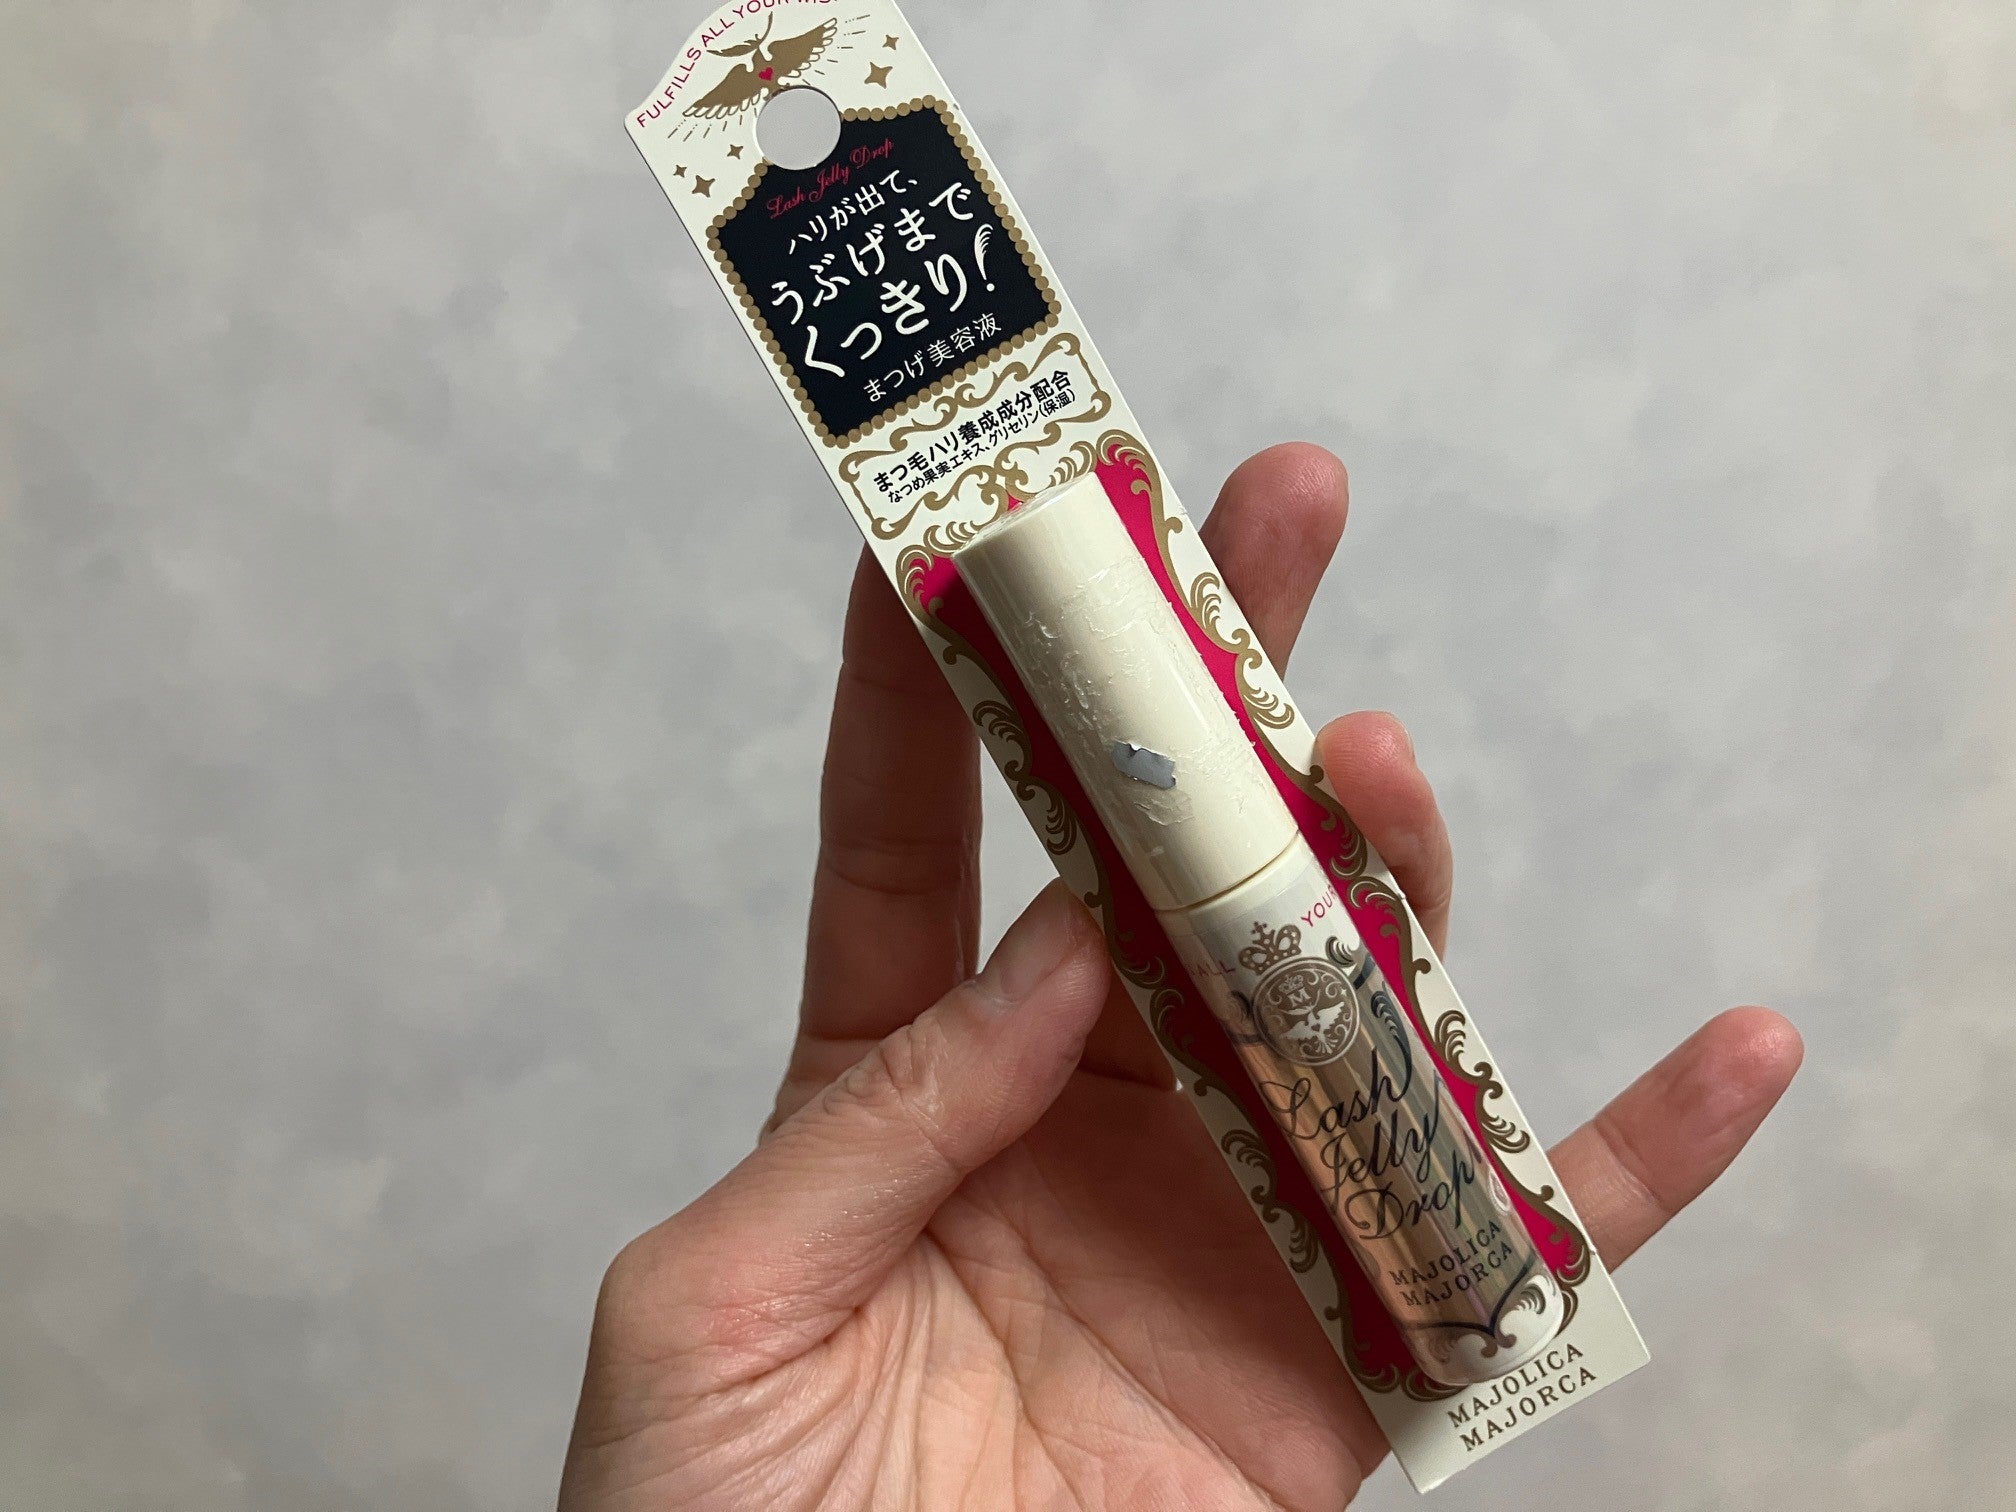 FULFILLS ALL YOUR
Lash Jelly Drop
ハリが出て、
うぶげまで
くっきり!
まつげ美容液
まつ毛ハリ養成成分配合
なつめ果実エキス、グリセリン(保湿)
ALL YOUR
M
Lash
Jelly
Drop
MAJOLICA
MAJORCA
MAJOLICA
MAJORCA